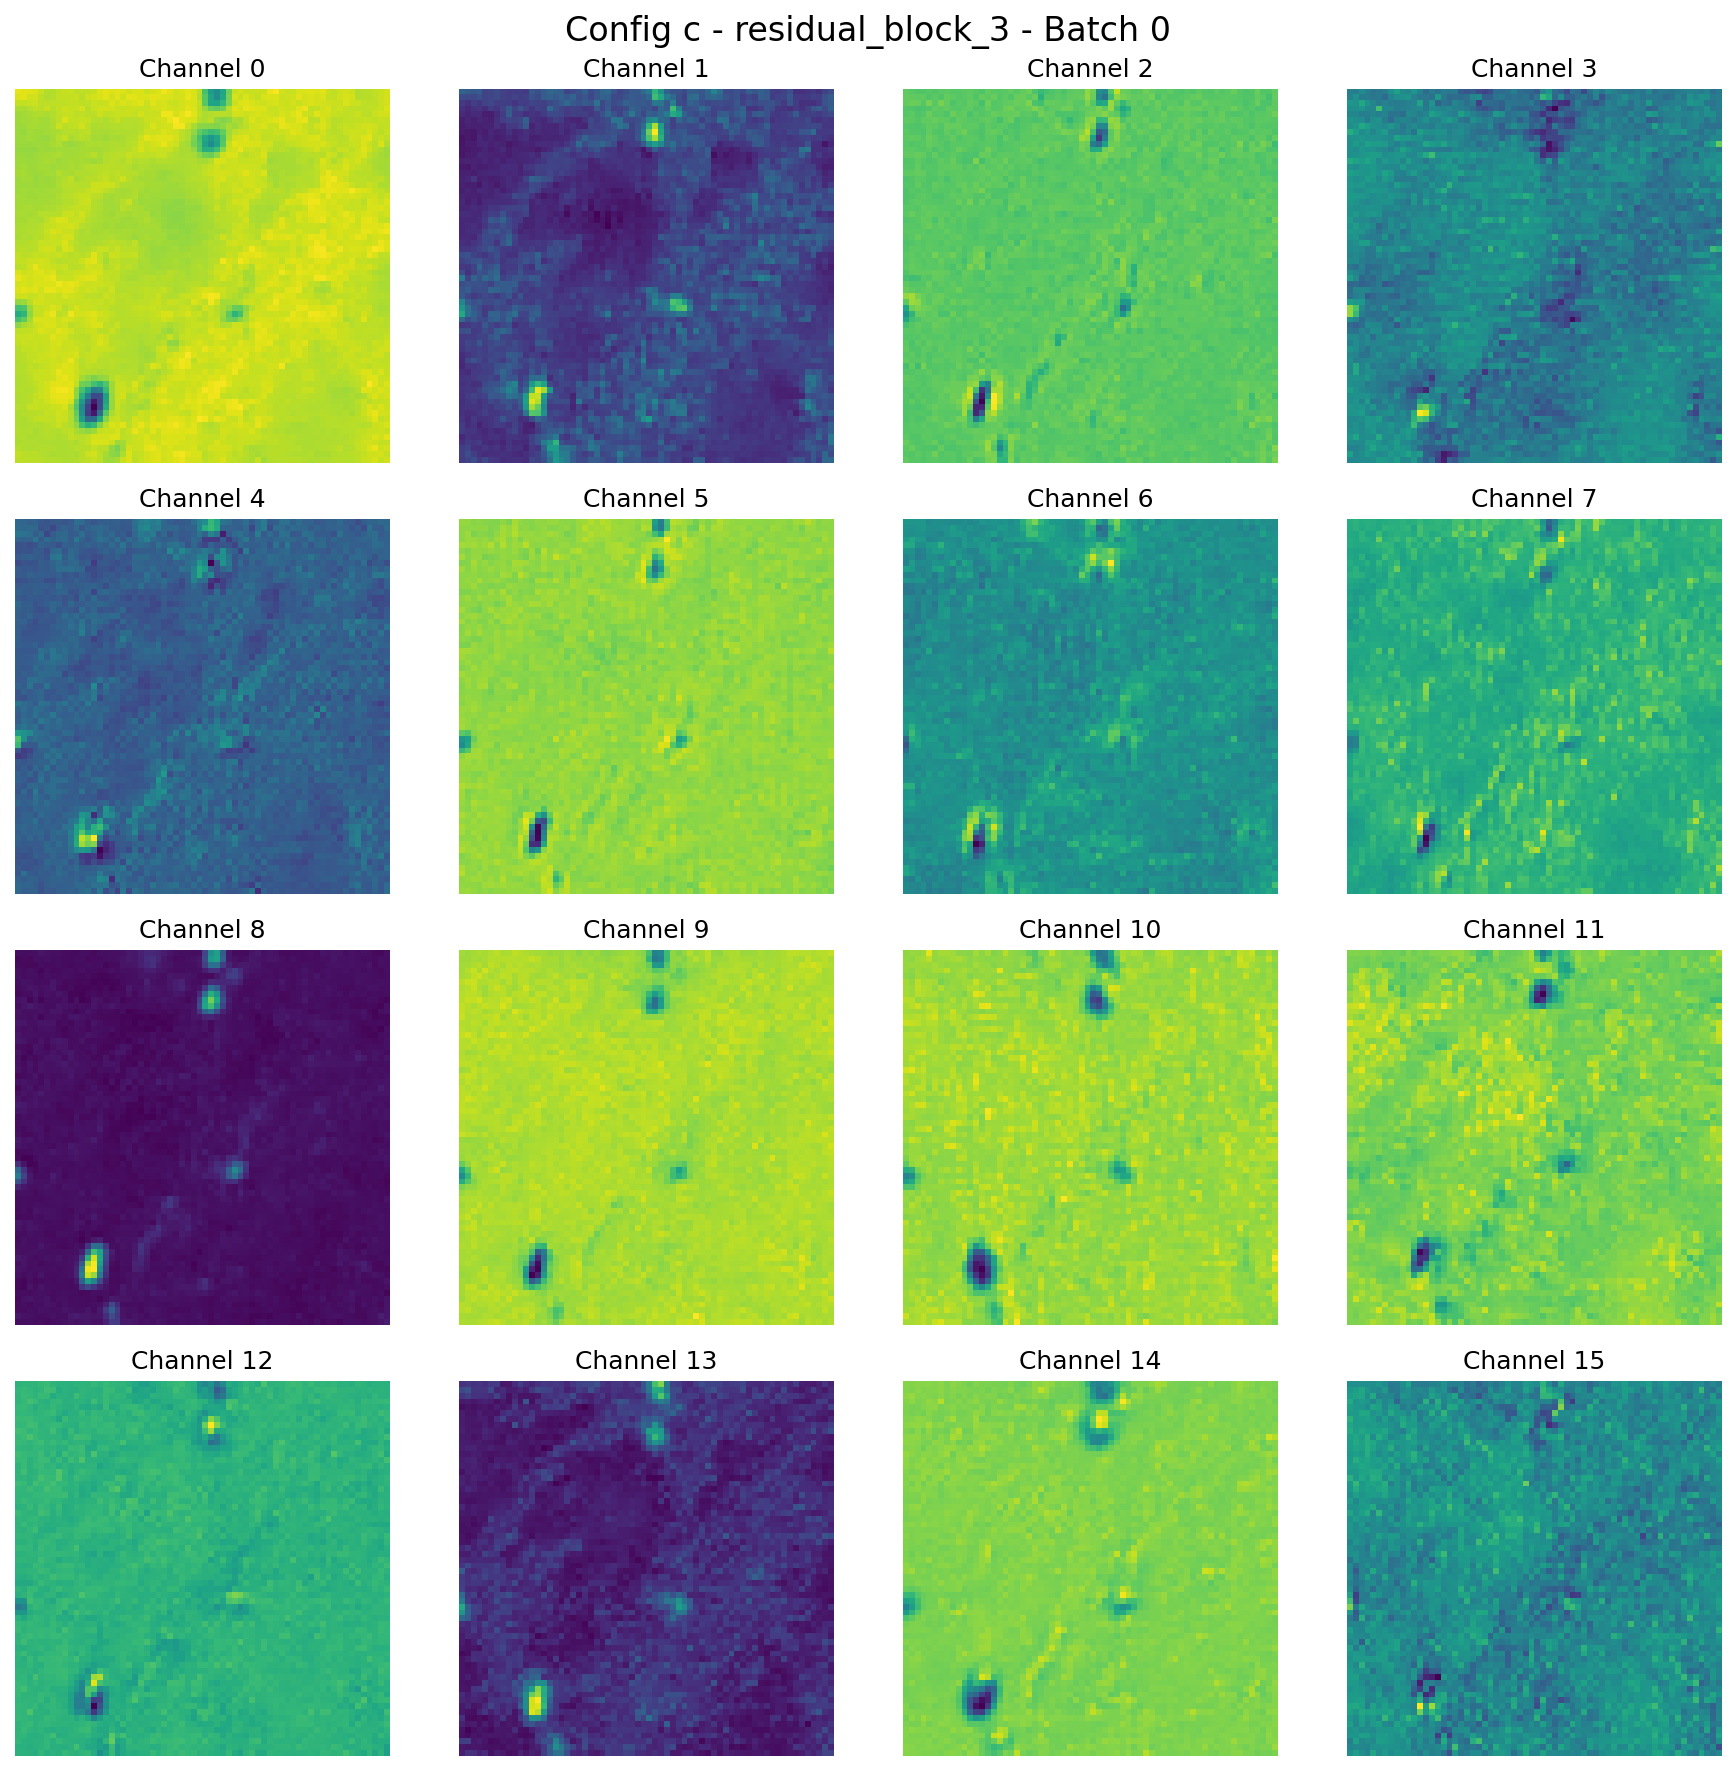 Config c - residual_block_3 - Batch 0
Channel 0
Channel 1
Channel 2
Channel 3
Channel 4
Channel 5
Channel 6
Channel 7
Channel 8
Channel 9
Channel 10
Channel 11
Channel 12
Channel 13
Channel 14
Channel 15